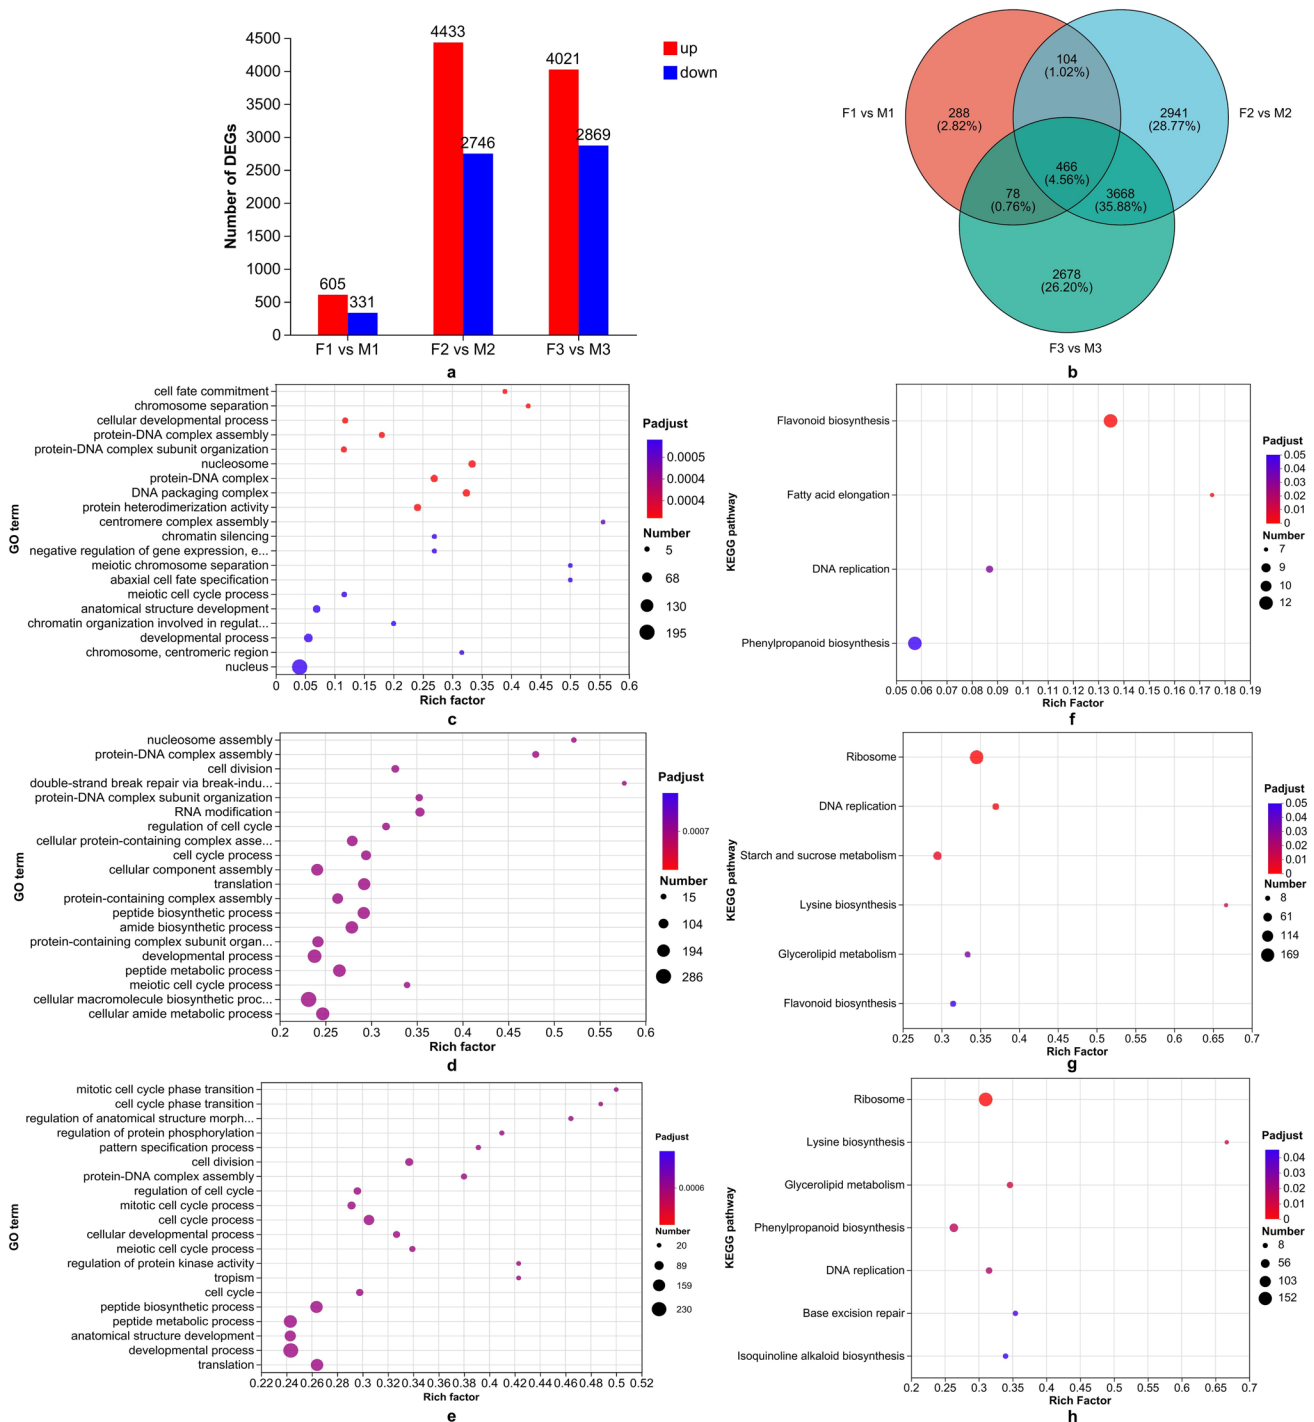 4500
4000
3500
3000
2500
2000
1500
1000
500
0
Number of DEGs
605
331
4433
2746
4021
2869
F1 vs M1
F2 vs M2
F3 vs M3
up
down
a
F1 vs M1
F2 vs M2
F3 vs M3
104
(1.02%)
288
(2.82%)
2941
(28.77%)
466
(4.56%)
78
(0.76%)
3668
(35.88%)
2678
(26.20%)
b
GO term
cell fate commitment
chromosome separation
cellular developmental process
protein-DNA complex assembly
protein-DNA complex subunit organization
nucleosome
protein-DNA complex
DNA packaging complex
protein heterodimerization activity
centromere complex assembly
chromatin silencing
negative regulation of gene expression, e...
meiotic chromosome separation
abaxial cell fate specification
meiotic cell cycle process
anatomical structure development
chromatin organization involved in regulat...
developmental process
chromosome, centromeric region
nucleus
0 0.05 0.1 0.15 0.2 0.25 0.3 0.35 0.4 0.45 0.5 0.55 0.6
Rich factor
Padjust
0.0005
0.0004
0.0004
Number
5
68
130
195
c
KEGG pathway
Flavonoid biosynthesis
Fatty acid elongation
DNA replication
Phenylpropanoid biosynthesis
0.05 0.06 0.07 0.08 0.09 0.1 0.11 0.12 0.13 0.14 0.15 0.16 0.17 0.18 0.19
Rich Factor
Padjust
0.05
0.04
0.03
0.02
0.01
0
Number
7
9
10
12
f
GO term
nucleosome assembly
protein-DNA complex assembly
cell division
double-strand break repair via break-indu...
protein-DNA complex subunit organization
RNA modification
regulation of cell cycle
cellular protein-containing complex asse...
cell cycle process
cellular component assembly
translation
protein-containing complex assembly
peptide biosynthetic process
amide biosynthetic process
protein-containing complex subunit organ...
developmental process
peptide metabolic process
meiotic cell cycle process
cellular macromolecule biosynthetic proc...
cellular amide metabolic process
0.2 0.25 0.3 0.35 0.4 0.45 0.5 0.55 0.6
Rich factor
Padjust
0.0007
Number
15
104
194
286
d
KEGG pathway
Ribosome
DNA replication
Starch and sucrose metabolism
Lysine biosynthesis
Glycerolipid metabolism
Flavonoid biosynthesis
0.25 0.3 0.35 0.4 0.45 0.5 0.55 0.6 0.65 0.7
Rich Factor
Padjust
0.05
0.04
0.03
0.02
0.01
0
Number
8
61
114
169
g
GO term
mitotic cell cycle phase transition
cell cycle phase transition
regulation of anatomical structure morph...
regulation of protein phosphorylation
pattern specification process
cell division
protein-DNA complex assembly
regulation of cell cycle
mitotic cell cycle process
cell cycle process
cellular developmental process
meiotic cell cycle process
regulation of protein kinase activity
tropism
cell cycle
peptide biosynthetic process
peptide metabolic process
anatomical structure development
developmental process
translation
0.22 0.24 0.26 0.28 0.3 0.32 0.34 0.36 0.38 0.4 0.42 0.44 0.46 0.48 0.5 0.52
Rich factor
Padjust
0.0006
Number
20
89
159
230
e
KEGG pathway
Ribosome
Lysine biosynthesis
Glycerolipid metabolism
Phenylpropanoid biosynthesis
DNA replication
Base excision repair
Isoquinoline alkaloid biosynthesis
0.2 0.25 0.3 0.35 0.4 0.45 0.5 0.55 0.6 0.65 0.7
Rich Factor
Padjust
0.04
0.03
0.02
0.01
0
Number
8
56
103
152
h